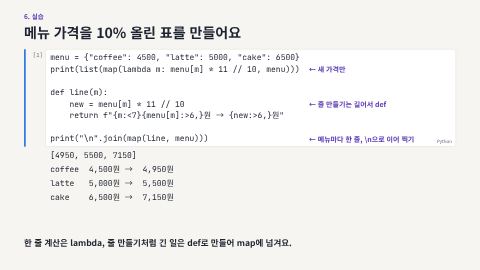 6. 실습
메뉴 가격을 10% 올린 표를 만들어요
[1]
menu = {"coffee": 4500, "latte": 5000, "cake": 6500}
print(list(map(lambda m: menu[m] * 11 // 10, menu))) ← 새 가격만
def line(m):
    new = menu[m] * 11 // 10 ← 줄 만들기는 길어서 def
    return f"{m:<7}{menu[m]:>6,}원 → {new:>6,}원"
print("\n".join(map(line, menu))) ← 메뉴마다 한 줄, \n으로 이어 찍기
Python
[4950, 5500, 7150]
coffee  4,500원 →  4,950원
latte   5,000원 →  5,500원
cake    6,500원 →  7,150원
한 줄 계산은 lambda, 줄 만들기처럼 긴 일은 def로 만들어 map에 넘겨요.